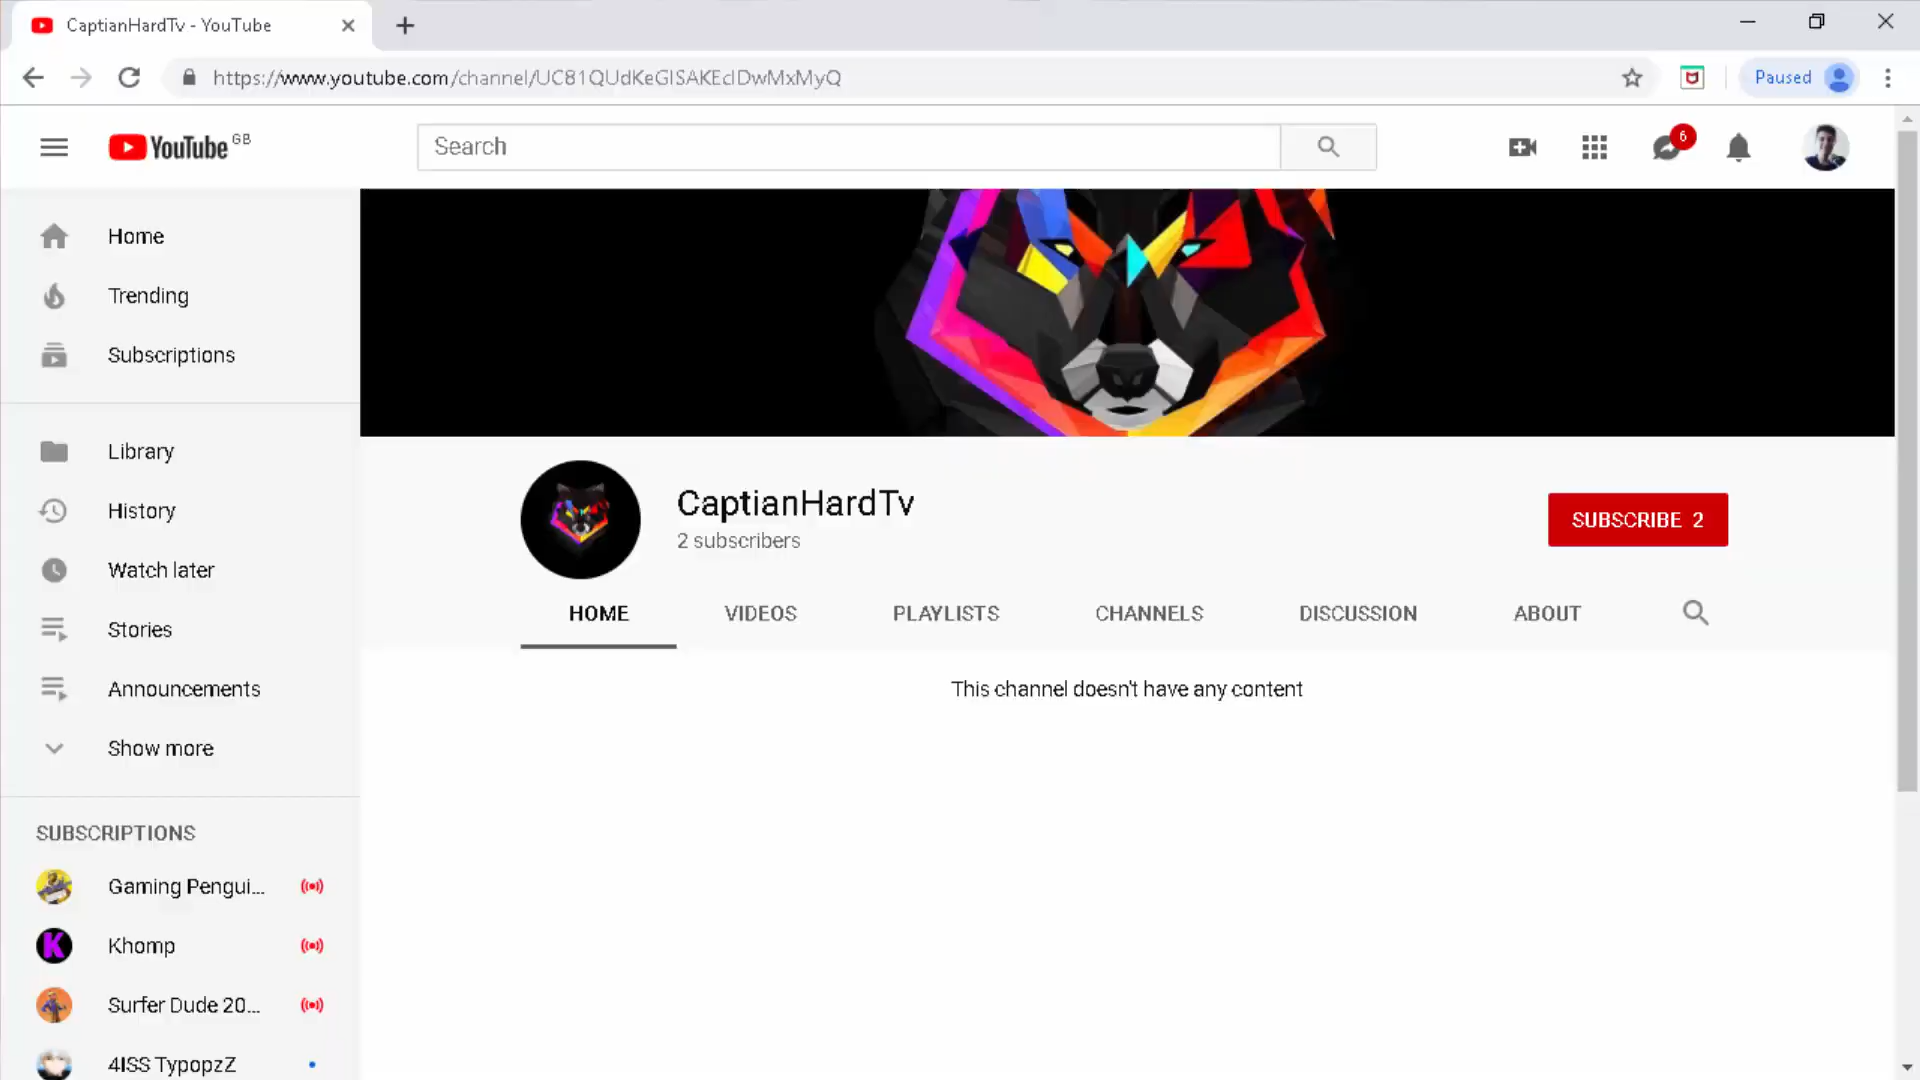 CaptianHardTv - YouTube
https://www.youtube.com/channel/UC81QUdKeGlSAKEclDwMxMyQ
Paused
YouTube GB
Search
6
Home
Trending
Subscriptions
Library
History
Watch later
Stories
Announcements
Show more
SUBSCRIPTIONS
Gaming Pengui...
Khomp
Surfer Dude 20...
4ISS TypopzZ
CaptianHardTv
2 subscribers
SUBSCRIBE 2
HOME
VIDEOS
PLAYLISTS
CHANNELS
DISCUSSION
ABOUT
This channel doesn't have any content